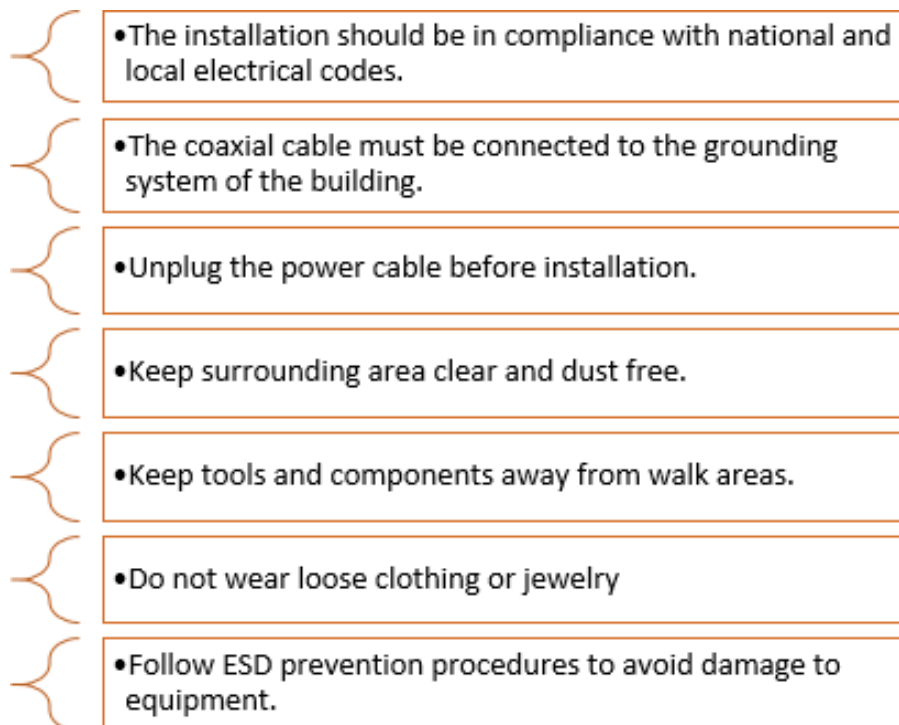 •The installation should be in compliance with national and
local electrical codes.
•The coaxial cable must be connected to the grounding
system of the building.
•Unplug the power cable before installation.
•Keep surrounding area clear and dust free.
•Keep tools and components away from walk areas.
•Do not wear loose clothing or jewelry
•Follow ESD prevention procedures to avoid damage to
equipment.